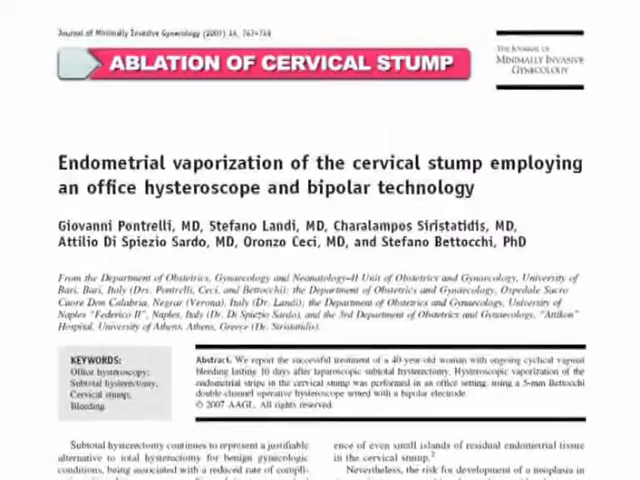 Journal of Minimally Invasive Gynecology (2007) 14, 767–768
ABLATION OF CERVICAL STUMP
THE JOURNAL OF
MINIMALLY INVASIVE
GYNECOLOGY
Endometrial vaporization of the cervical stump employing
an office hysteroscope and bipolar technology
Giovanni Pontrelli, MD, Stefano Landi, MD, Charalampos Siristatidis, MD,
Attilio Di Spiezio Sardo, MD, Oronzo Ceci, MD, and Stefano Bettocchi, PhD
From the Department of Obstetrics, Gynaecology and Neonatology–II Unit of Obstetrics and Gynaecology, University of
Bari, Bari, Italy (Drs. Pontrelli, Ceci, and Bettocchi); the Department of Obstetrics and Gynaecology, Ospedale Sacro
Cuore Don Calabria, Negrar (Verona), Italy (Dr. Landi); the Department of Obstetrics and Gynaecology, University of
Naples "Federico II", Naples, Italy (Dr. Di Spiezio Sardo), and the 3rd Department of Obstetrics and Gynaecology, "Attikon"
Hospital, University of Athens, Athens, Greece (Dr. Siristatidis).
KEYWORDS:
Office hysteroscopy;
Subtotal hysterectomy;
Cervical stump;
Bleeding
Abstract. We report the successful treatment of a 40-year-old woman with ongoing cyclical vaginal
bleeding lasting 10 days after laparoscopic subtotal hysterectomy. Hysteroscopic vaporization of the
endometrial stripe in the cervical stump was performed in an office setting, using a 5-mm Bettocchi
double-channel operative hysteroscope armed with a bipolar electrode.
© 2007 AAGL. All rights reserved.
Subtotal hysterectomy continues to represent a justifiable
alternative to total hysterectomy for benign gynecologic
conditions, being associated with a reduced rate of compli-
ence of even small islands of residual endometrial tissue
in the cervical stump.2
Nevertheless, the risk for development of a neoplasia in